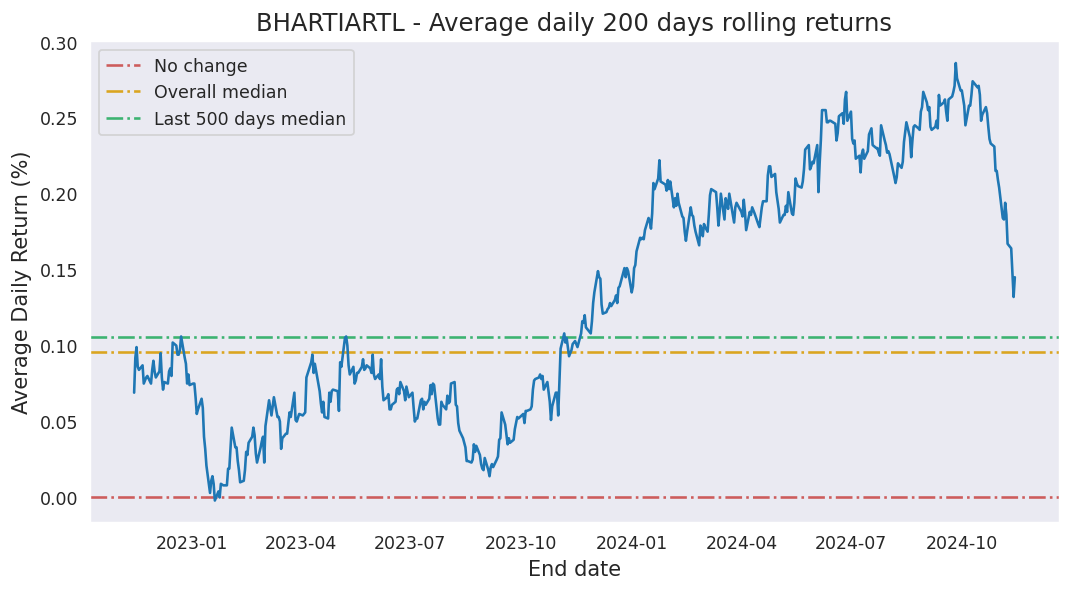 BHARTIARTL - Average daily 200 days rolling returns
No change
Overall median
Last 500 days median
Average Daily Return (%)
0.30
0.25
0.20
0.15
0.10
0.05
0.00
2023-01 2023-04 2023-07 2023-10 2024-01 2024-04 2024-07 2024-10
End date